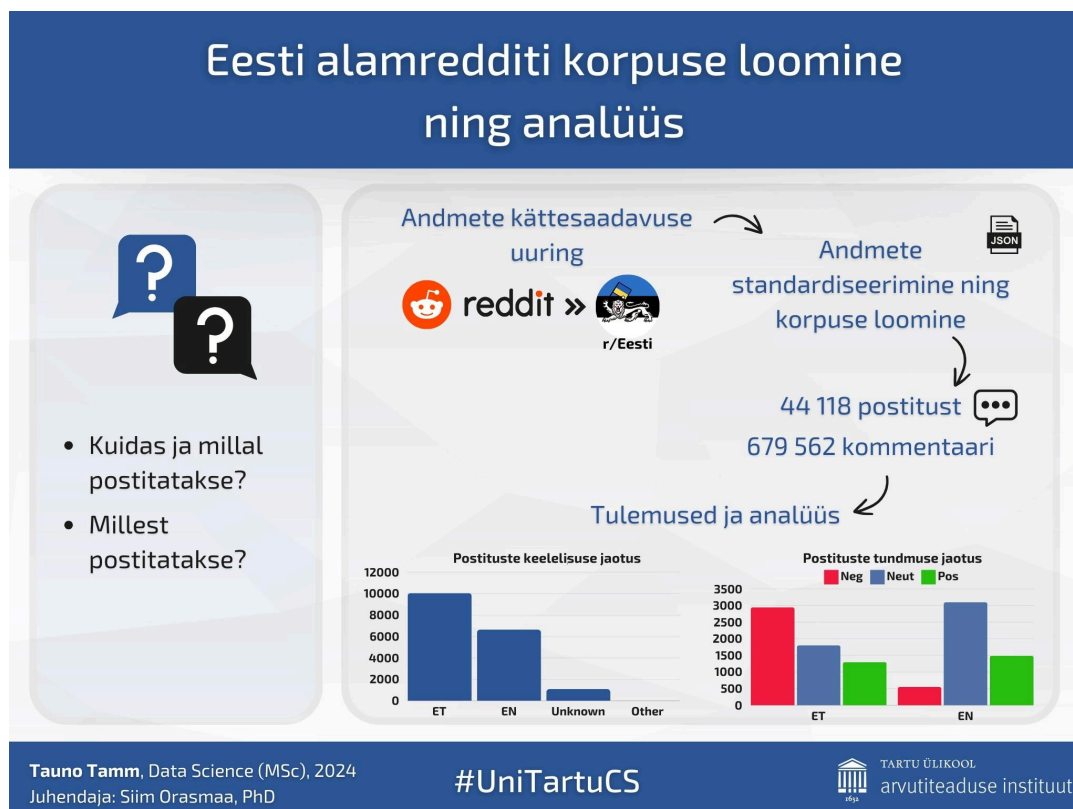 Eesti alamredditi korpuse loomine
ning analüüs
Kuidas ja millal
postitatakse?
Millest
postitatakse?
Andmete kättesaadavuse
uuring
reddit »
r/Eesti
JSON
Andmete
standardiseerimine ning
korpuse loomine
44 118 postitust
679 562 kommentaari
Tulemused ja analüüs
Postituste keelelisuse jaotus
12000
10000
8000
6000
4000
2000
0
ET EN Unknown Other
Postituste tundmuse jaotus
Neg Neut Pos
3500
3000
2500
2000
1500
1000
500
0
ET EN
Tauno Tamm, Data Science (MSc), 2024
Juhendaja: Siim Orasmaa, PhD
#UniTartuCS
1632
TARTU ÜLIKOOL
arvutiteaduse instituut